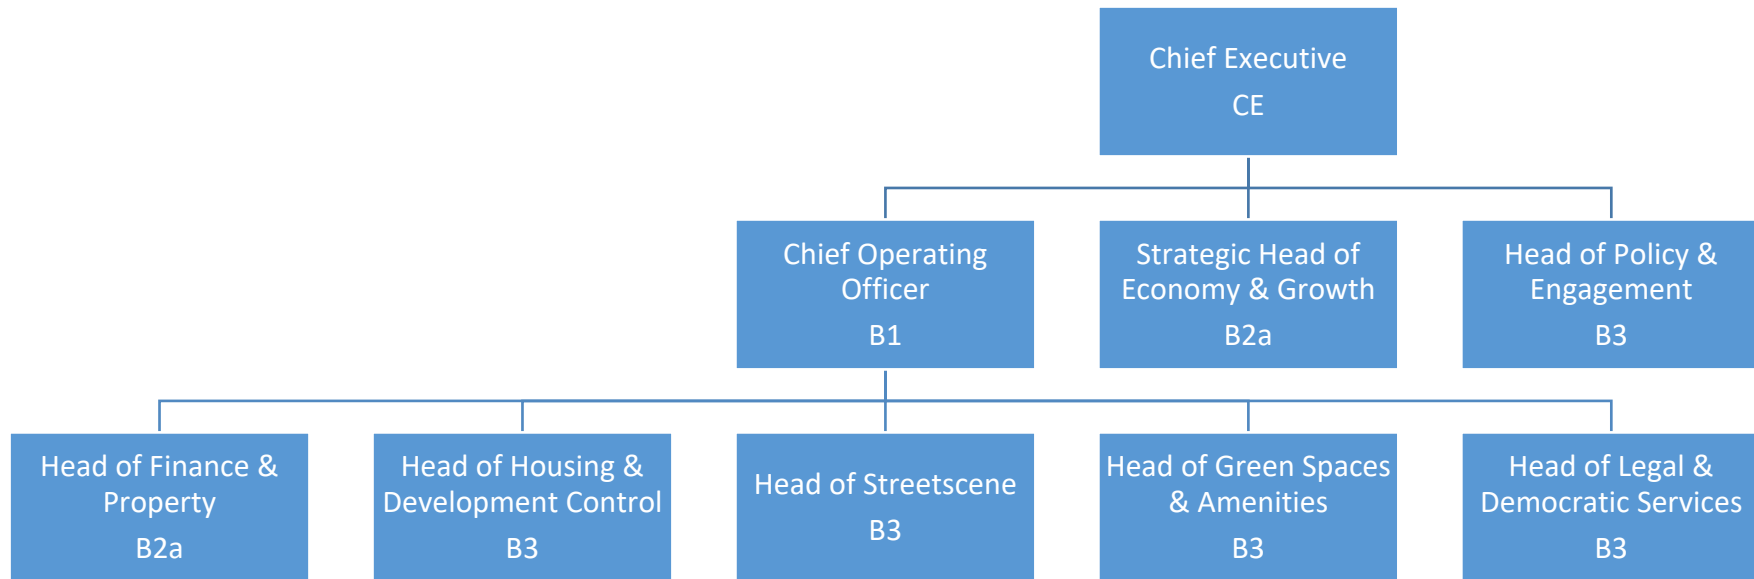 Chief Executive
CE
Chief Operating
Officer
B1
Strategic Head of
Economy & Growth
B2a
Head of Policy &
Engagement
B3
Head of Finance &
Property
B2a
Head of Housing &
Development Control
B3
Head of Streetscene
B3
Head of Green Spaces
& Amenities
B3
Head of Legal &
Democratic Services
B3